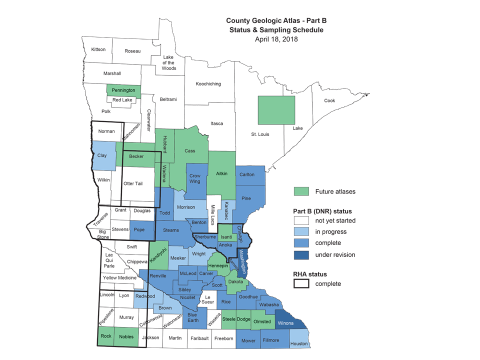 County Geologic Atlas - Part B
Status & Sampling Schedule
April 18, 2018
Kittson
Roseau
Lake
of the
Woods
Marshall
Koochiching
Pennington
Red Lake
Beltrami
Cook
Polk
Clearwater
Itasca
Lake
St. Louis
Norman
Mahnomen
Hubbard
Cass
Clay
Becker
Aitkin
Wadena
Crow
Wing
Carlton
Wilkin
Otter Tail
Pine
Todd
Morrison
Mille Lacs
Kanabec
Grant
Douglas
Traverse
Stevens
Pope
Stearns
Benton
Big
Stone
Sherburne
Isanti
Anoka
Swift
Kandiyohi
Wright
Lac
Qui
Parle
Chippewa
Meeker
Hennepin
Washington
Yellow Medicine
Renville
McLeod
Carver
Dakota
Sibley
Scott
Lincoln
Lyon
Redwood
Nicollet
Le
Sueur
Rice
Goodhue
Wabasha
Brown
Murray
Cottonwood
Watonwan
Blue
Earth
Waseca
Steele
Dodge
Olmsted
Winona
Rock
Nobles
Jackson
Martin
Faribault
Freeborn
Mower
Fillmore
Houston
Future atlases
Part B (DNR) status
not yet started
in progress
complete
under revision
RHA status
complete